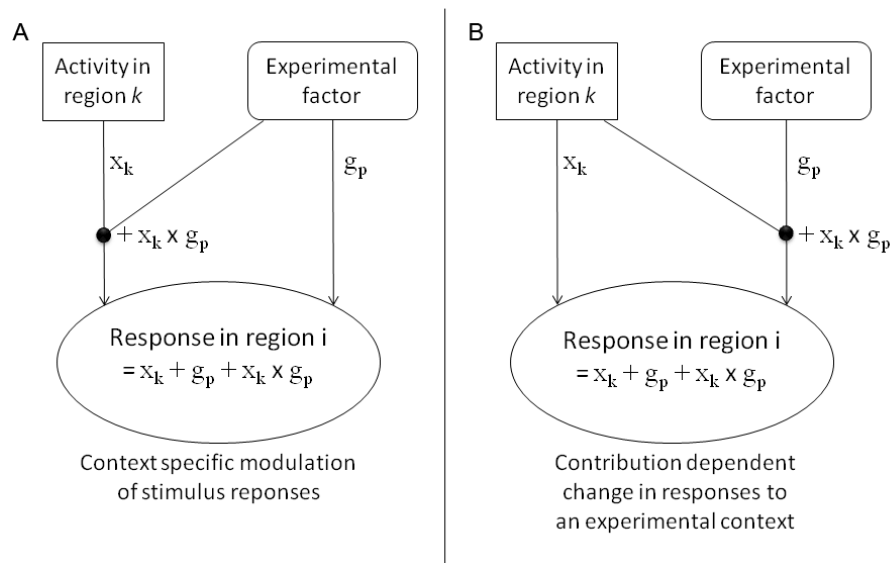 A
Activity in
region k
Experimental
factor
xk
gp
+ xk x gp
Response in region i
= xk + gp + xk x gp
Context specific modulation
of stimulus reponses
B
Activity in
region k
Experimental
factor
xk
gp
+ xk x gp
Response in region i
= xk + gp + xk x gp
Contribution dependent
change in responses to
an experimental context